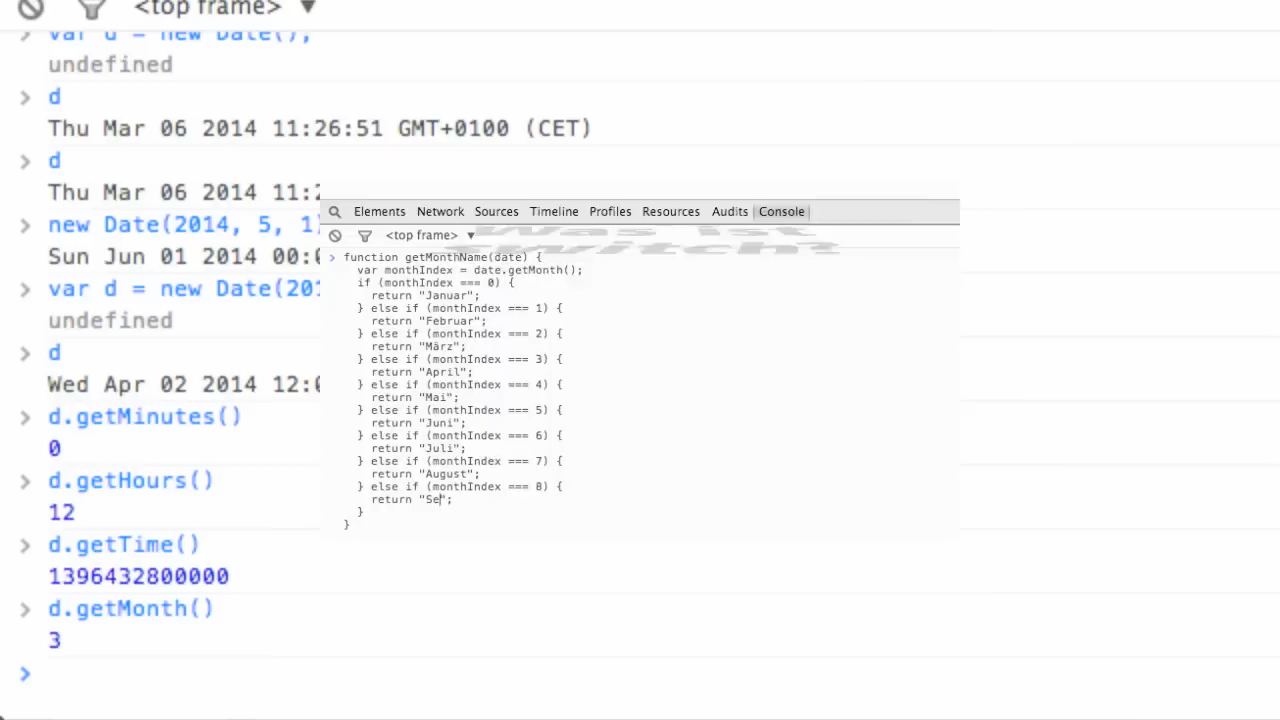 <top frame> ▼
> var d = new Date();
undefined
> d
Thu Mar 06 2014 11:26:51 GMT+0100 (CET)
> d
Thu Mar 06 2014 11:2
> new Date(2014, 5, 1)
Sun Jun 01 2014 00:0
> var d = new Date(201
undefined
> d
Wed Apr 02 2014 12:0
> d.getMinutes()
0
> d.getHours()
12
> d.getTime()
1396432800000
> d.getMonth()
3
>
Elements Network Sources Timeline Profiles Resources Audits Console
<top frame> ▼
Was ist
switch?
> function getMonthName(date) {
var monthIndex = date.getMonth();
if (monthIndex === 0) {
return "Januar";
} else if (monthIndex === 1) {
return "Februar";
} else if (monthIndex === 2) {
return "März";
} else if (monthIndex === 3) {
return "April";
} else if (monthIndex === 4) {
return "Mai";
} else if (monthIndex === 5) {
return "Juni";
} else if (monthIndex === 6) {
return "Juli";
} else if (monthIndex === 7) {
return "August";
} else if (monthIndex === 8) {
return "Se";
}
}